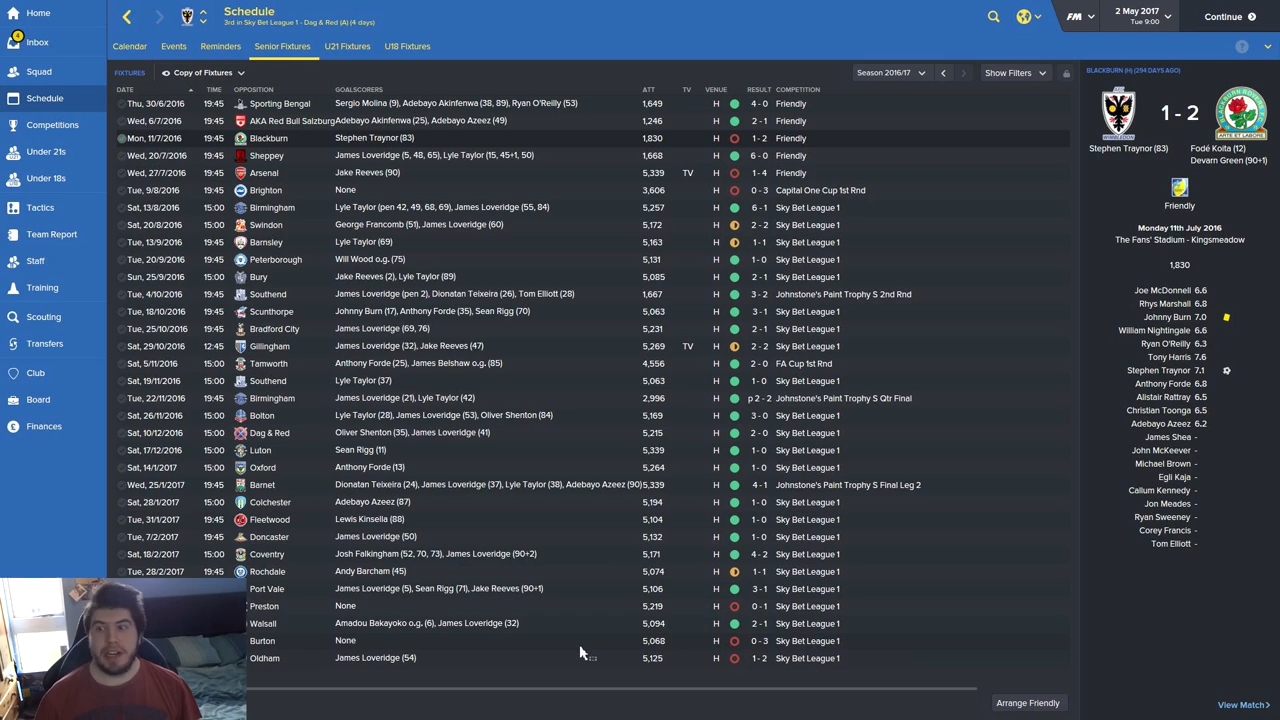 Home
Schedule
3rd in Sky Bet League 1 - Dag & Red (A) (4 days)
FM
2 May 2017
Tue 9:00
Continue
4
Inbox
Squad
Schedule
Competitions
Under 21s
Under 18s
Tactics
Team Report
Staff
Training
Scouting
Transfers
Club
Board
Finances
Calendar Events Reminders Senior Fixtures U21 Fixtures U18 Fixtures
?
FIXTURES Copy of Fixtures Season 2016/17 Show Filters
DATE TIME OPPOSITION GOALSCORERS ATT TV VENUE RESULT COMPETITION
Thu, 30/6/2016 19:45 Sporting Bengal Sergio Molina (9), Adebayo Akinfenwa (38, 89), Ryan O'Reilly (53) 1,649 H 4 - 0 Friendly
Wed, 6/7/2016 19:45 AKA Red Bull Salzburg Adebayo Akinfenwa (25), Adebayo Azeez (49) 1,246 H 2 - 1 Friendly
Mon, 11/7/2016 19:45 Blackburn Stephen Traynor (83) 1,830 H 1 - 2 Friendly
Wed, 20/7/2016 19:45 Sheppey James Loveridge (5, 48, 65), Lyle Taylor (15, 45+1, 50) 1,668 H 6 - 0 Friendly
Wed, 27/7/2016 19:45 Arsenal Jake Reeves (90) 5,339 TV H 1 - 4 Friendly
Tue, 9/8/2016 19:45 Brighton None 3,606 H 0 - 3 Capital One Cup 1st Rnd
Sat, 13/8/2016 15:00 Birmingham Lyle Taylor (pen 42, 49, 68, 69), James Loveridge (55, 84) 5,257 H 6 - 1 Sky Bet League 1
Sat, 20/8/2016 15:00 Swindon George Francomb (51), James Loveridge (60) 5,172 H 2 - 2 Sky Bet League 1
Tue, 13/9/2016 19:45 Barnsley Lyle Taylor (69) 5,163 H 1 - 1 Sky Bet League 1
Tue, 20/9/2016 19:45 Peterborough Will Wood o.g. (75) 5,131 H 1 - 0 Sky Bet League 1
Sun, 25/9/2016 15:00 Bury Jake Reeves (2), Lyle Taylor (89) 5,085 H 2 - 1 Sky Bet League 1
Tue, 4/10/2016 19:45 Southend James Loveridge (pen 2), Dionatan Teixeira (26), Tom Elliott (28) 1,667 H 3 - 2 Johnstone's Paint Trophy S 2nd Rnd
Tue, 18/10/2016 19:45 Scunthorpe Johnny Burn (17), Anthony Forde (35), Sean Rigg (70) 5,063 H 3 - 1 Sky Bet League 1
Tue, 25/10/2016 19:45 Bradford City James Loveridge (69, 76) 5,231 H 2 - 1 Sky Bet League 1
Sat, 29/10/2016 12:45 Gillingham James Loveridge (32), Jake Reeves (47) 5,269 TV H 2 - 2 Sky Bet League 1
Sat, 5/11/2016 15:00 Tamworth Anthony Forde (25), James Belshaw o.g. (85) 4,556 H 2 - 0 FA Cup 1st Rnd
Sat, 19/11/2016 15:00 Southend Lyle Taylor (37) 5,063 H 1 - 0 Sky Bet League 1
Tue, 22/11/2016 19:45 Birmingham James Loveridge (21), Lyle Taylor (42) 2,996 H p 2 - 2 Johnstone's Paint Trophy S Qtr Final
Sat, 26/11/2016 15:00 Bolton Lyle Taylor (28), James Loveridge (53), Oliver Shenton (84) 5,169 H 3 - 0 Sky Bet League 1
Sat, 10/12/2016 15:00 Dag & Red Oliver Shenton (35), James Loveridge (41) 5,215 H 2 - 0 Sky Bet League 1
Sat, 17/12/2016 15:00 Luton Sean Rigg (11) 5,339 H 1 - 0 Sky Bet League 1
Sat, 14/1/2017 15:00 Oxford Anthony Forde (13) 5,264 H 1 - 0 Sky Bet League 1
Wed, 25/1/2017 19:45 Barnet Dionatan Teixeira (24), James Loveridge (37), Lyle Taylor (38), Adebayo Azeez (90) 5,339 H 4 - 1 Johnstone's Paint Trophy S Final Leg 2
Sat, 28/1/2017 15:00 Colchester Adebayo Azeez (87) 5,194 H 1 - 0 Sky Bet League 1
Tue, 31/1/2017 19:45 Fleetwood Lewis Kinsella (88) 5,104 H 1 - 0 Sky Bet League 1
Tue, 7/2/2017 19:45 Doncaster James Loveridge (50) 5,132 H 1 - 0 Sky Bet League 1
Sat, 18/2/2017 15:00 Coventry Josh Falkingham (52, 70, 73), James Loveridge (90+2) 5,171 H 4 - 2 Sky Bet League 1
Tue, 28/2/2017 19:45 Rochdale Andy Barcham (45) 5,074 H 1 - 1 Sky Bet League 1
Port Vale James Loveridge (5), Sean Rigg (71), Jake Reeves (90+1) 5,106 H 3 - 1 Sky Bet League 1
Preston None 5,219 H 0 - 1 Sky Bet League 1
Walsall Amadou Bakayoko o.g. (6), James Loveridge (32) 5,094 H 2 - 1 Sky Bet League 1
Burton None 5,068 H 0 - 3 Sky Bet League 1
Oldham James Loveridge (54) 5,125 H 1 - 2 Sky Bet League 1
Arrange Friendly
BLACKBURN (H) (294 DAYS AGO)
1 - 2
Stephen Traynor (83)
Fodé Koita (12)
Devarn Green (90+1)
Friendly
Monday 11th July 2016
The Fans' Stadium - Kingsmeadow
1,830
Joe McDonnell 6.6
Rhys Marshall 6.8
Johnny Burn 7.0
William Nightingale 6.6
Ryan O'Reilly 6.3
Tony Harris 7.6
Stephen Traynor 7.1
Anthony Forde 6.8
Alistair Rattray 6.5
Christian Toonga 6.5
Adebayo Azeez 6.2
James Shea -
John McKeever -
Michael Brown -
Egli Kaja -
Callum Kennedy -
Jon Meades -
Ryan Sweeney -
Corey Francis -
Tom Elliott -
View Match